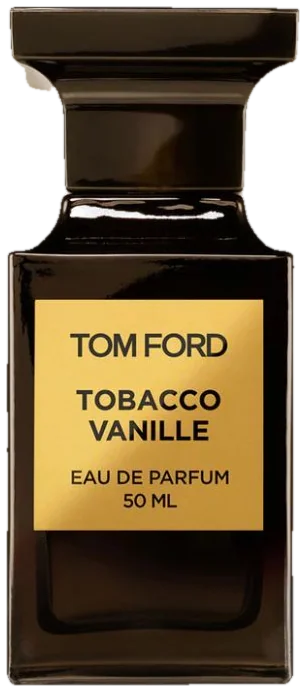 TOM FORD
TOBACCO
VANILLE
EAU DE PARFUM
50 ML